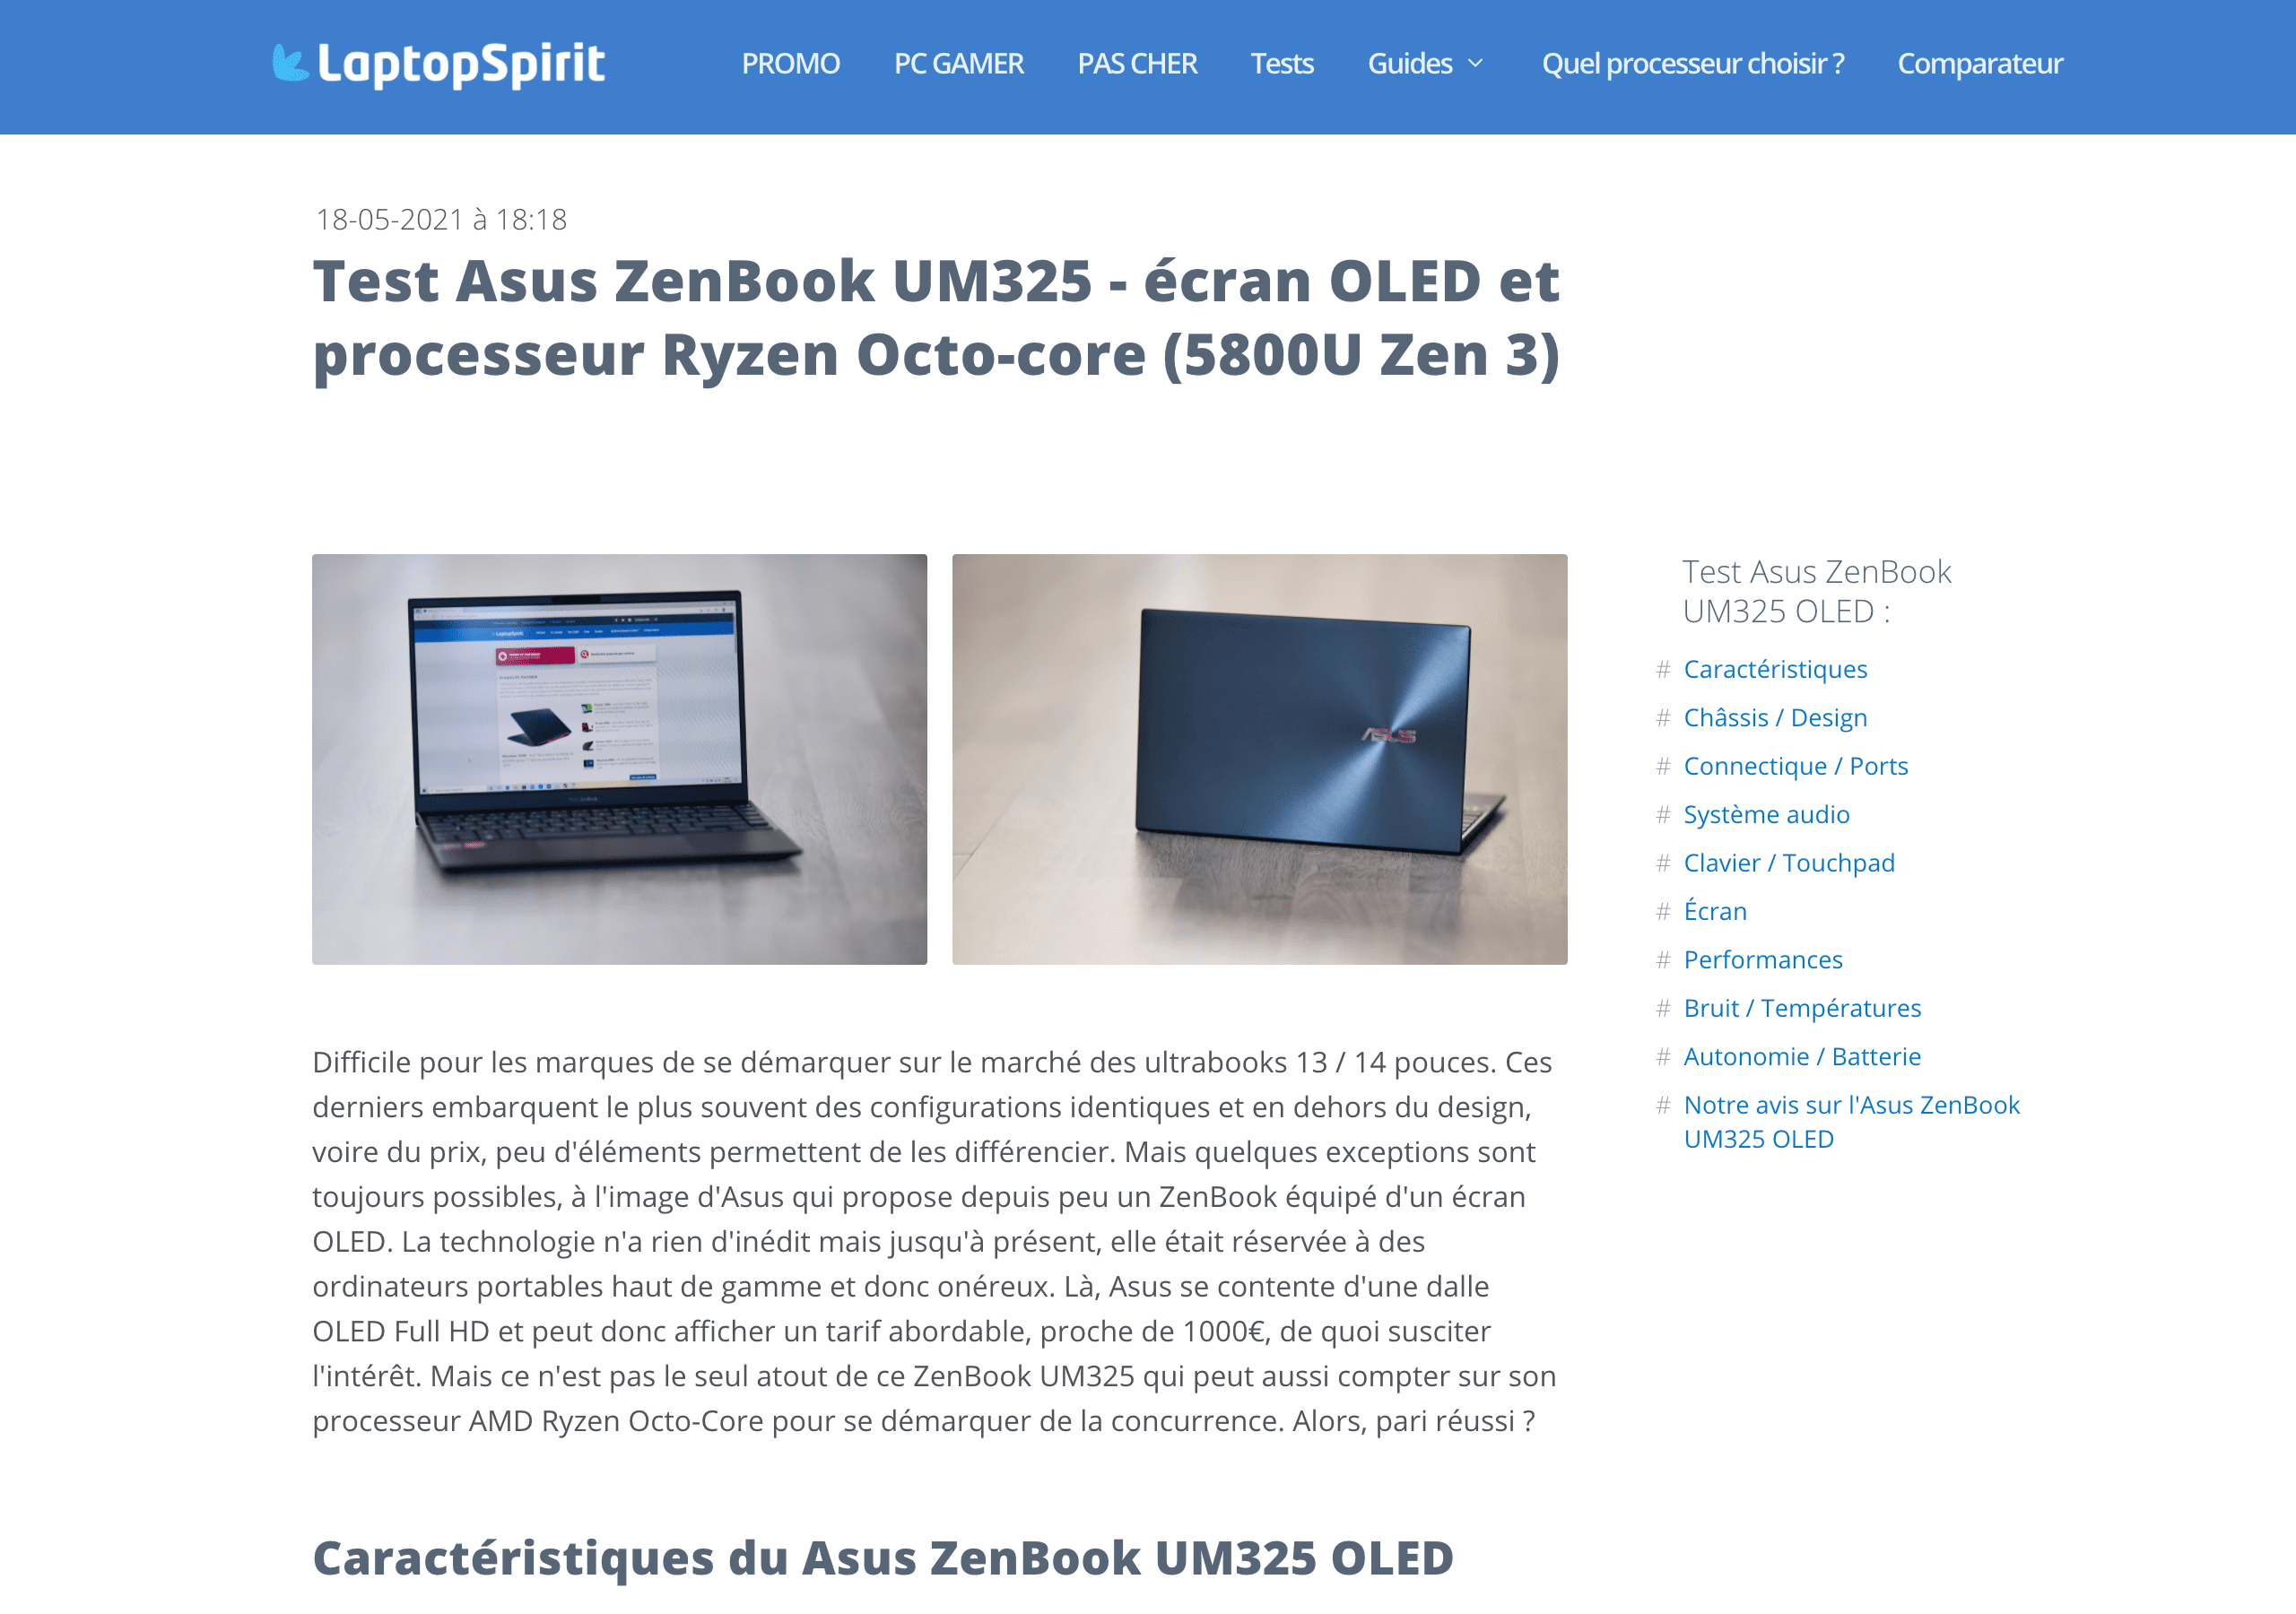 LaptopSpirit
PROMO
PC GAMER
PAS CHER
Tests
Guides
Quel processeur choisir ?
Comparateur
18-05-2021 à 18:18
Test Asus ZenBook UM325 - écran OLED et
processeur Ryzen Octo-core (5800U Zen 3)
ASUS
Test Asus ZenBook
UM325 OLED :
# Caractéristiques
# Châssis / Design
# Connectique / Ports
# Système audio
# Clavier / Touchpad
# Écran
# Performances
# Bruit / Températures
# Autonomie / Batterie
# Notre avis sur l'Asus ZenBook
UM325 OLED
Difficile pour les marques de se démarquer sur le marché des ultrabooks 13 / 14 pouces. Ces
derniers embarquent le plus souvent des configurations identiques et en dehors du design,
voire du prix, peu d'éléments permettent de les différencier. Mais quelques exceptions sont
toujours possibles, à l'image d'Asus qui propose depuis peu un ZenBook équipé d'un écran
OLED. La technologie n'a rien d'inédit mais jusqu'à présent, elle était réservée à des
ordinateurs portables haut de gamme et donc onéreux. Là, Asus se contente d'une dalle
OLED Full HD et peut donc afficher un tarif abordable, proche de 1000€, de quoi susciter
l'intérêt. Mais ce n'est pas le seul atout de ce ZenBook UM325 qui peut aussi compter sur son
processeur AMD Ryzen Octo-Core pour se démarquer de la concurrence. Alors, pari réussi ?
Caractéristiques du Asus ZenBook UM325 OLED